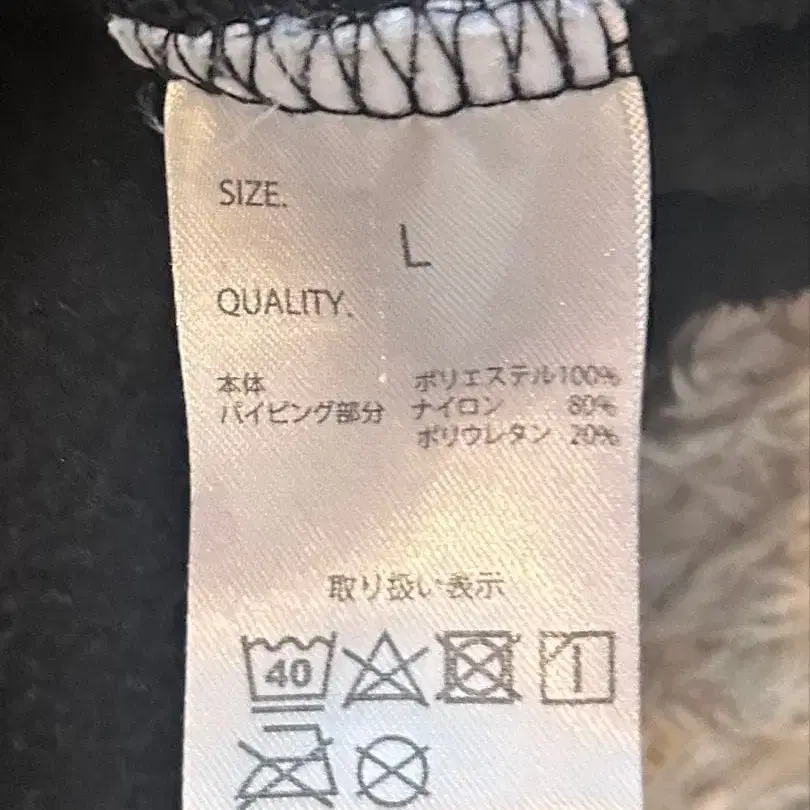 SIZE.
L
QUALITY.
本体 ポリエステル100%
パイピング部分 ナイロン 80%
ポリウレタン 20%
取り扱い表示
40